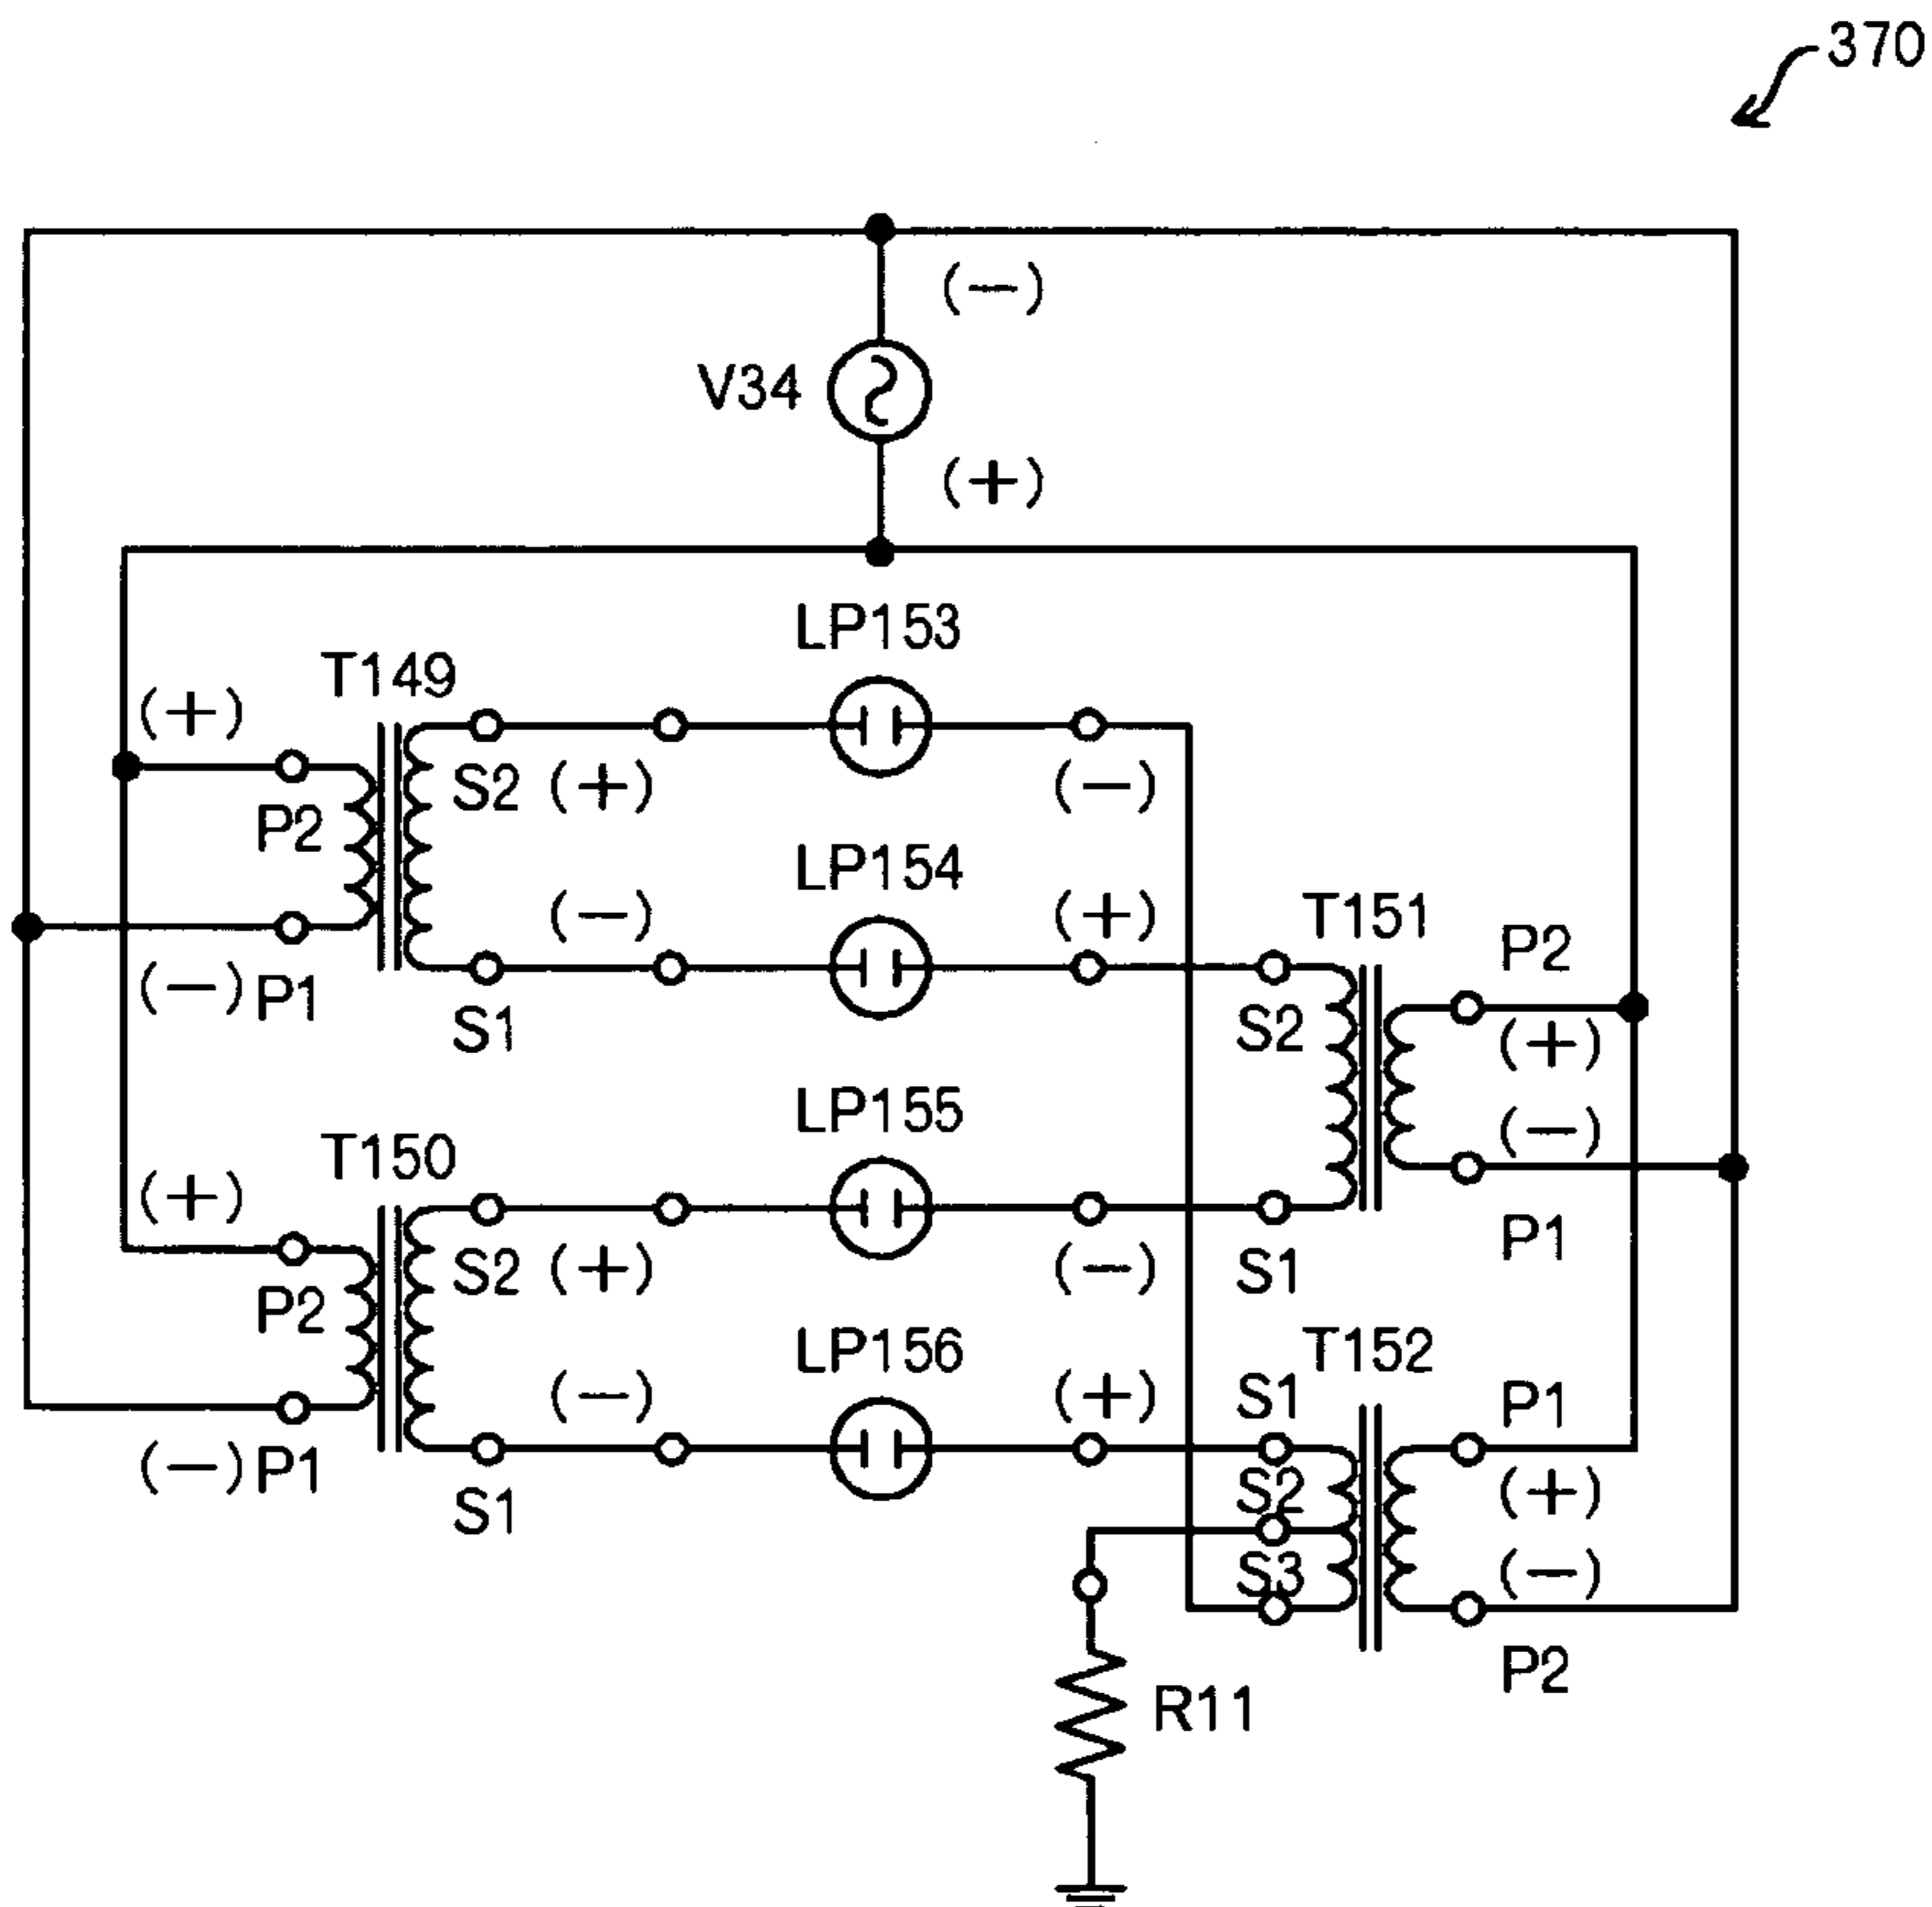 370
(−)
V34
(+)
LP153
T149
(+)
S2 (+)
(−)
P2
LP154
(−)
(+)
T151
P2
(−) P1
S1
S2
(+)
LP155
(−)
T150
(+)
P1
S2 (+)
(−)
S1
P2
LP156
T152
(−)
(+)
S1
P1
(−) P1
S2
(+)
S1
S3
(−)
P2
R11